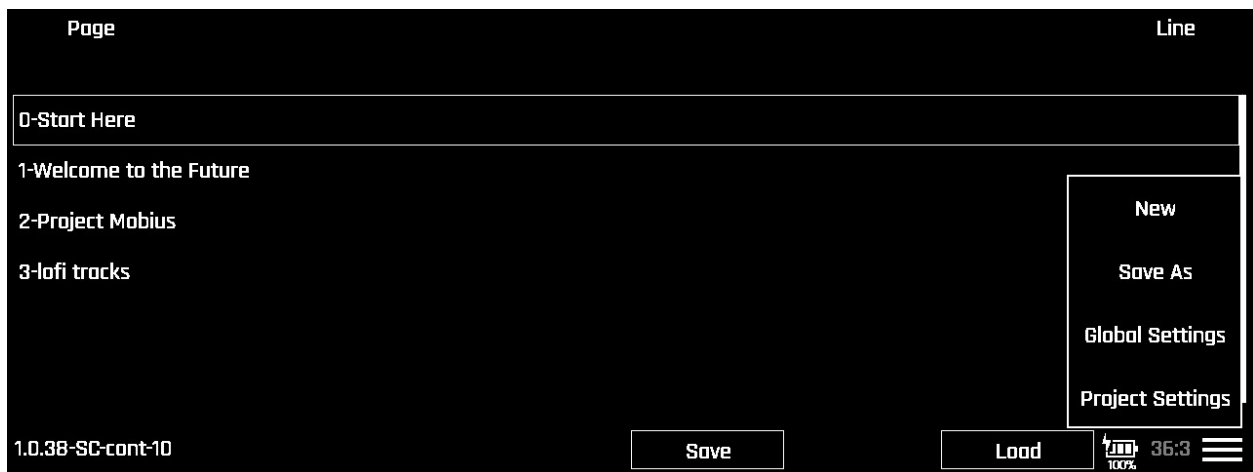 Page Line
0-Start Here
1-Welcome to the Future
2-Project Mobius
New
3-lofi tracks
Save As
Global Settings
Project Settings
1.0.38-SC-cont-10 Save Load 100% 36:3